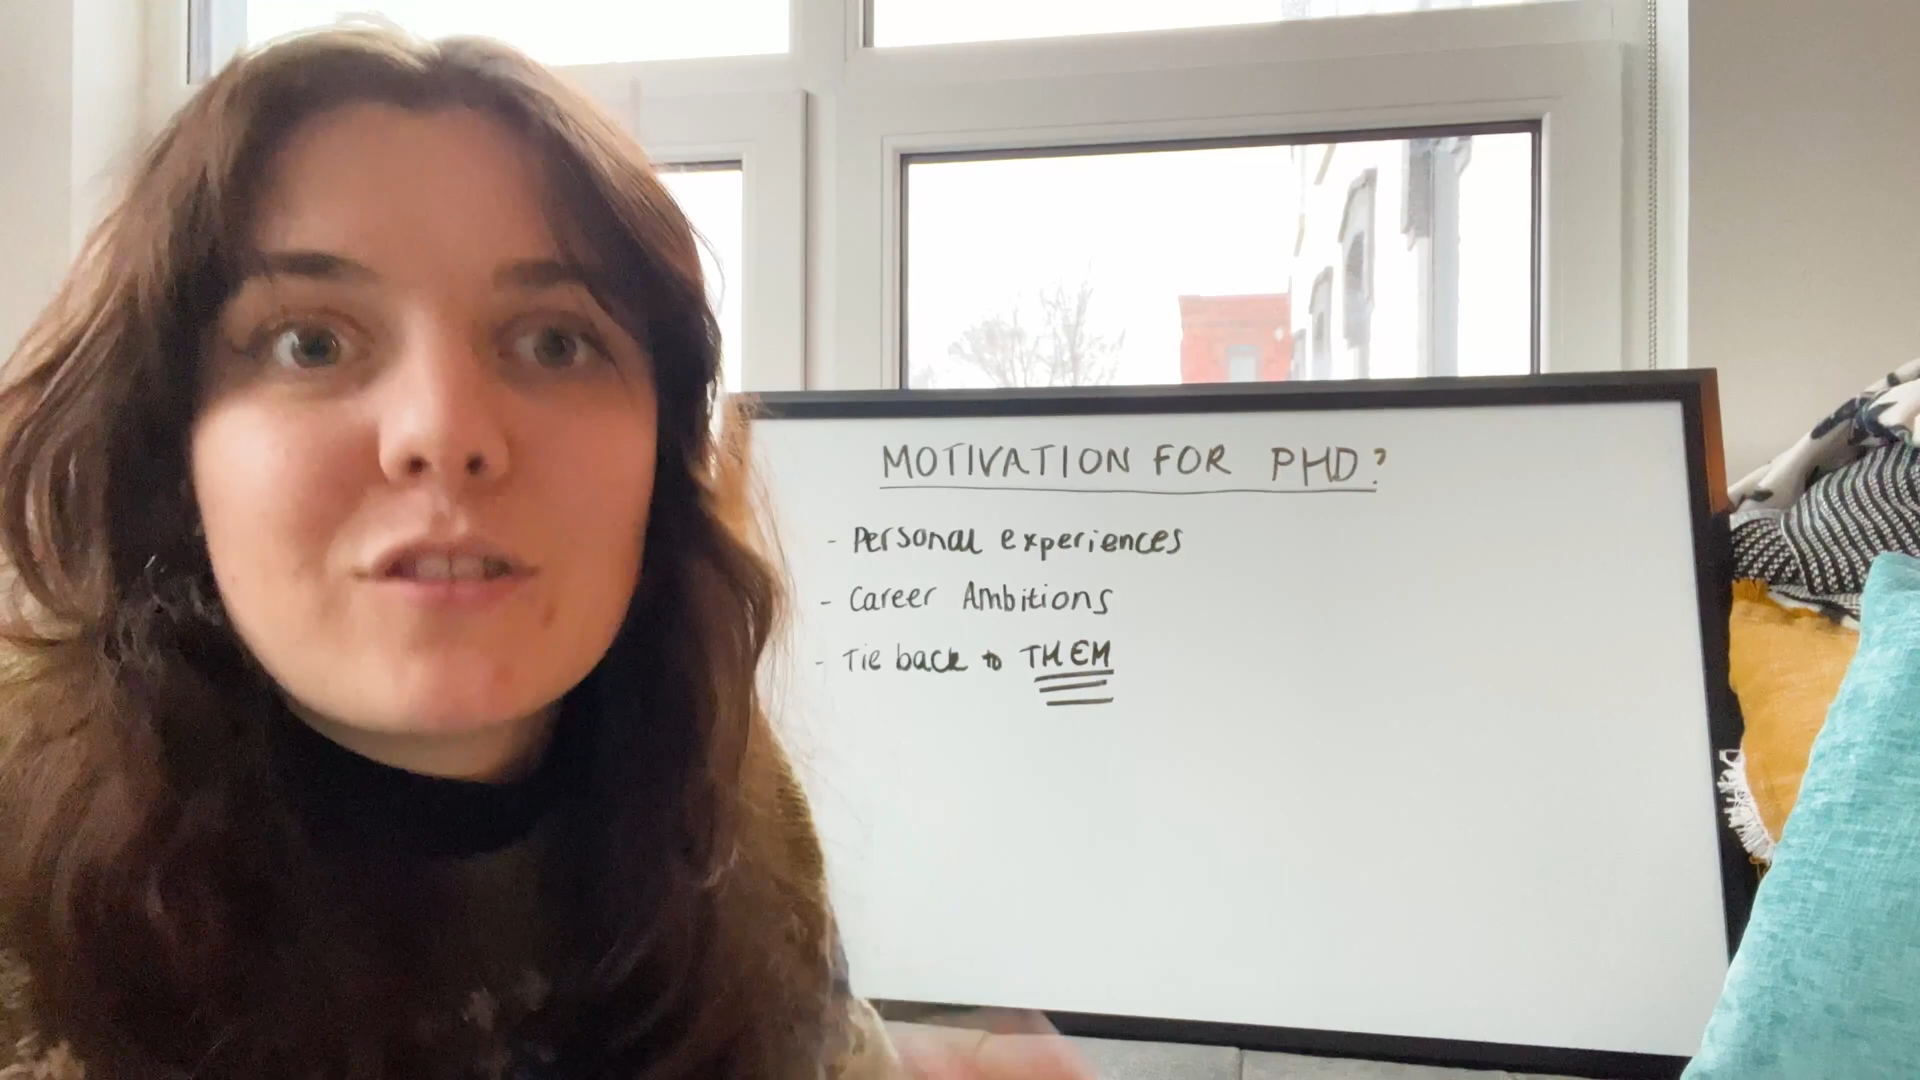 MOTIVATION FOR PHD?
- Personal experiences
- Career Ambitions
- Tie back to THEM